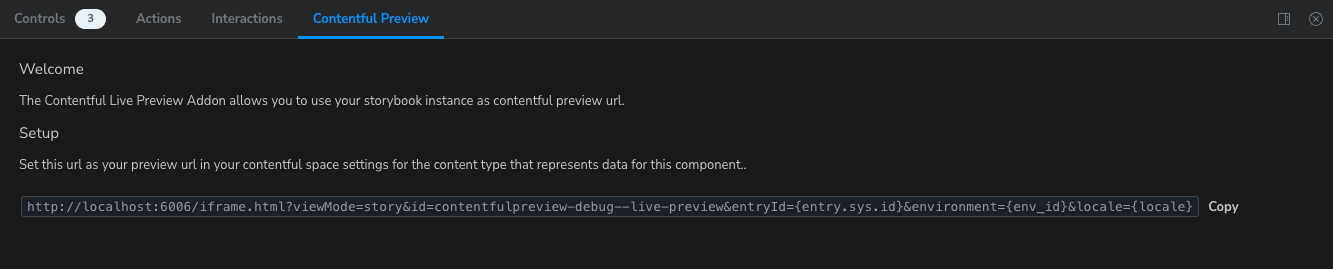 Controls 3 Actions Interactions Contentful Preview
Welcome
The Contentful Live Preview Addon allows you to use your storybook instance as contentful preview url.
Setup
Set this url as your preview url in your contentful space settings for the content type that represents data for this component..
http://localhost:6006/iframe.html?viewMode=story&id=contentfulpreview-debug--live-preview&entryId={entry.sys.id}&environment={env_id}&locale={locale} Copy